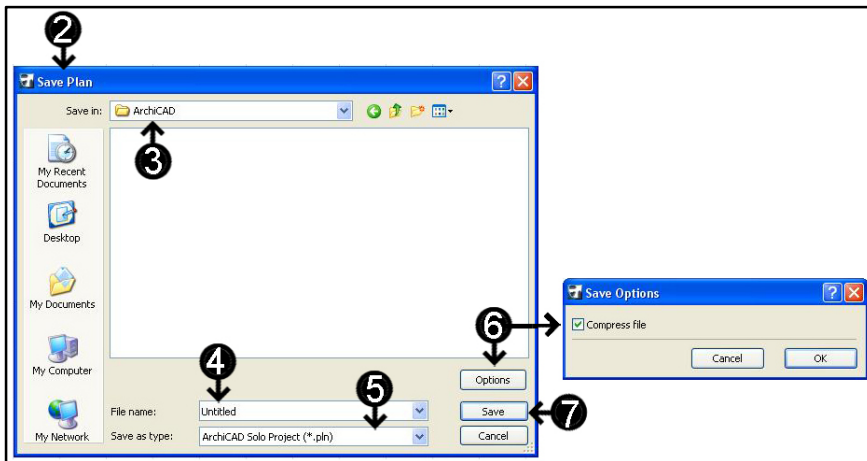 2
Save Plan
Save in: ArchiCAD
3
My Recent
Documents
Desktop
My Documents
My Computer
My Network
4
5
6
Options
File name: Untitled
Save
7
Save as type: ArchiCAD Solo Project (*.pln)
Cancel
Save Options
Compress file
Cancel OK